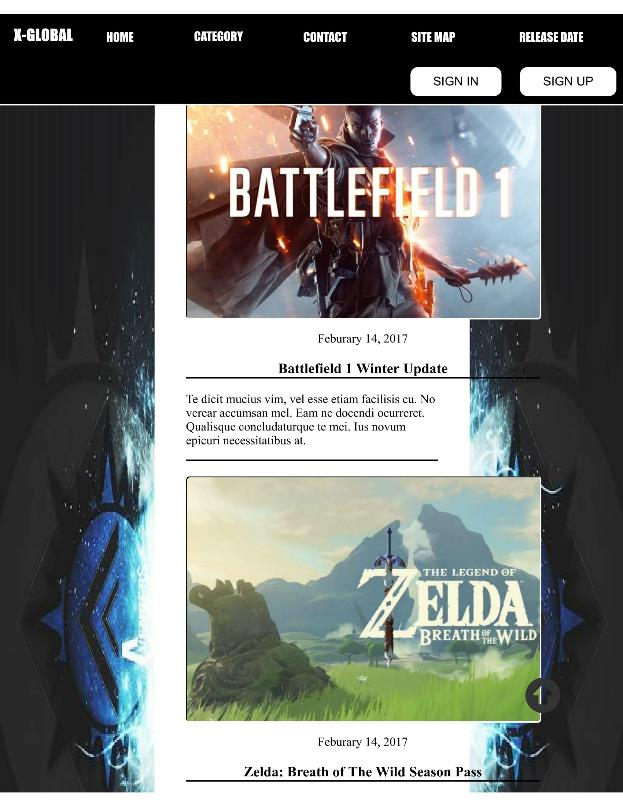 X-GLOBAL HOME CATEGORY CONTACT SITE MAP RELEASE DATE
SIGN IN SIGN UP
BATTLEFIELD 1
Feburary 14, 2017
Battlefield 1 Winter Update
Te dicit mucius vim, vel esse etiam facilisis cu. No
verear accumsan mel. Eam ne docendi ocurreret.
Qualisque concludaturque te mei. Ius novum
epicuri necessitatibus at.
THE LEGEND OF
ZELDA
BREATH OF THE WILD
Feburary 14, 2017
Zelda: Breath of The Wild Season Pass